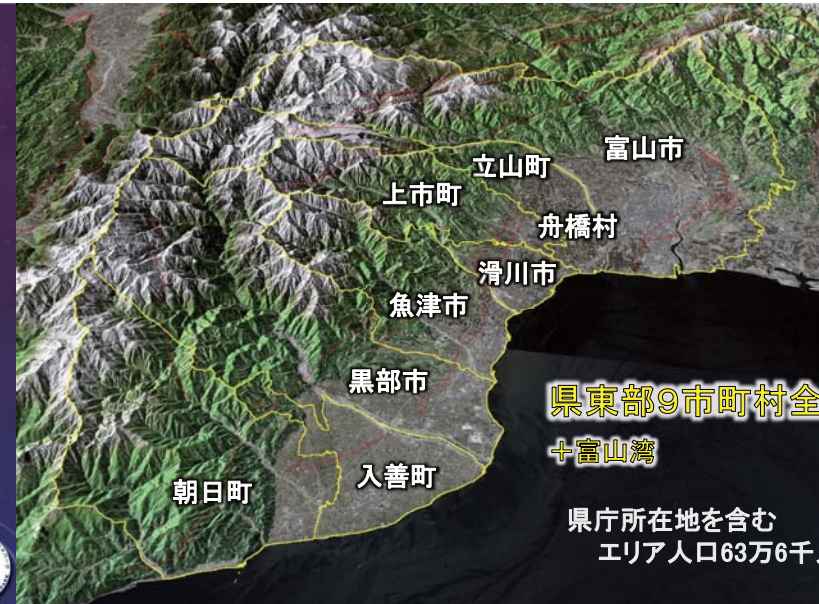 富山市
立山町
上市町
舟橋村
滑川市
魚津市
黒部市
県東部9市町村全
+富山湾
入善町
朝日町
県庁所在地を含む
エリア人口63万6千人